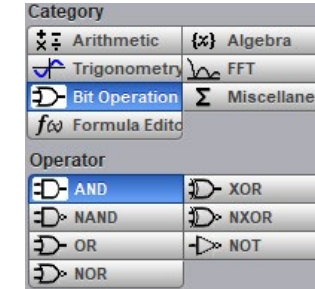 Category
Arithmetic {x} Algebra
Trigonometry FFT
Bit Operation Σ Miscellane
f(x) Formula Edito
Operator
AND XOR
NAND NXOR
OR NOT
NOR